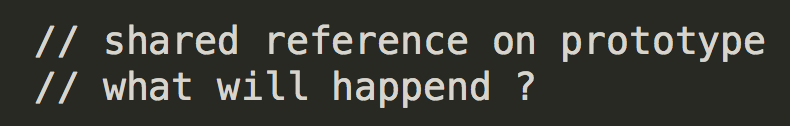 // shared reference on prototype
// what will happend ?